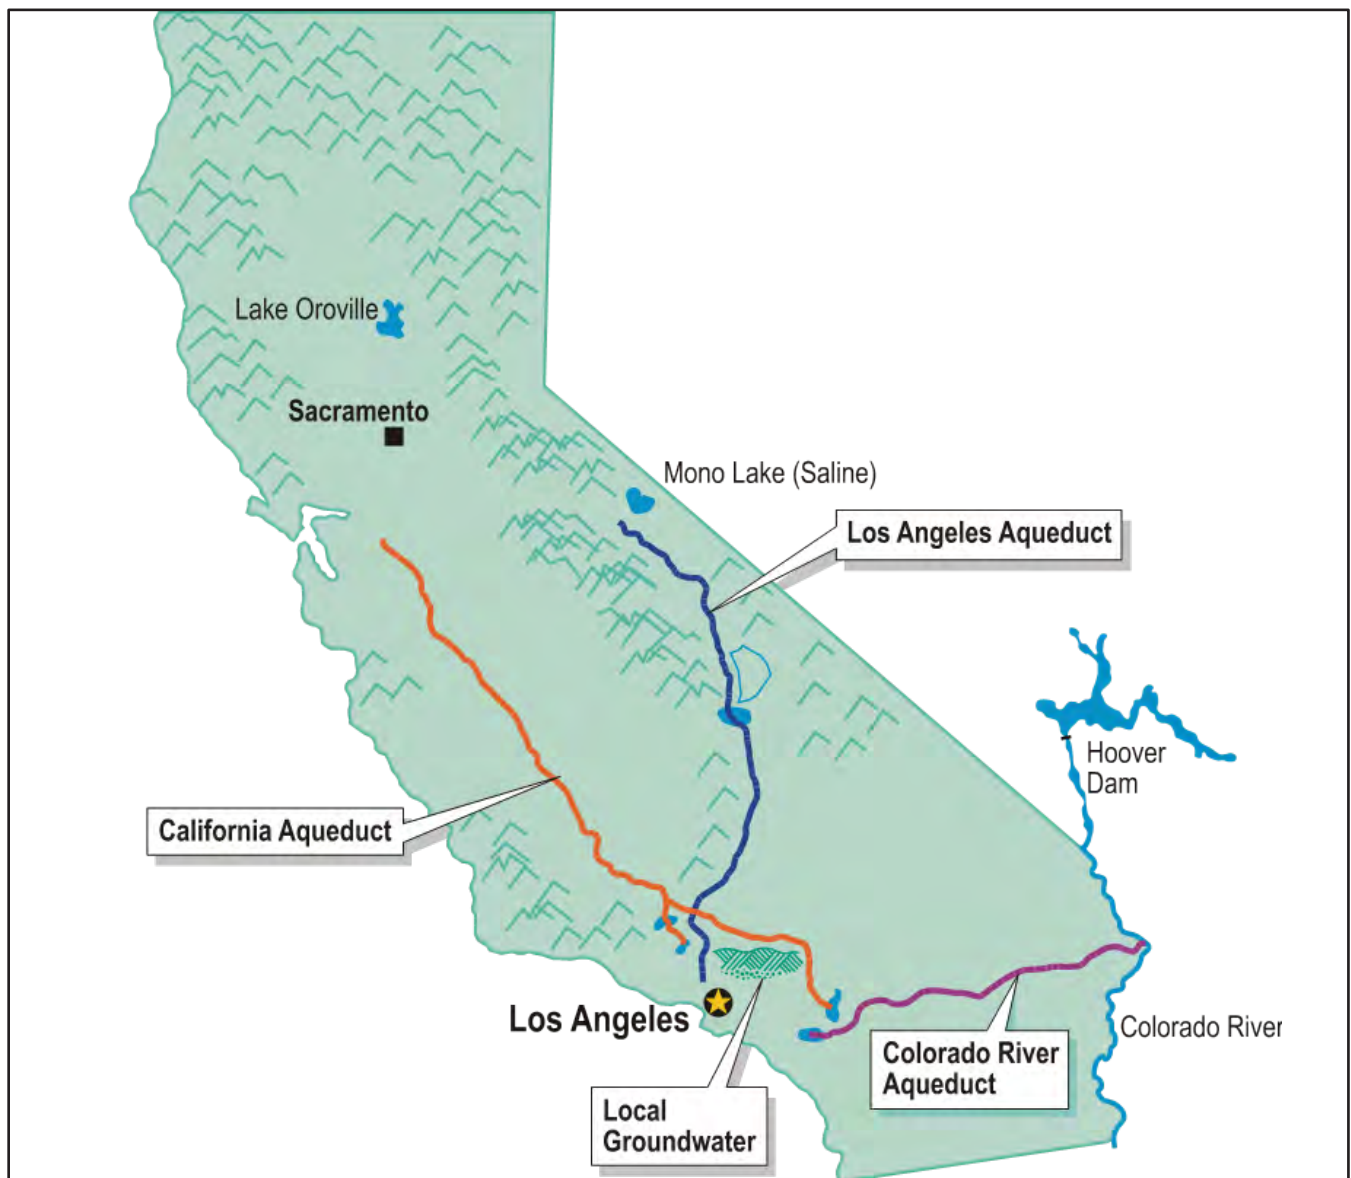 Lake Oroville
Sacramento
Mono Lake (Saline)
Los Angeles Aqueduct
Hoover
Dam
California Aqueduct
Los Angeles
Colorado River
Colorado River
Aqueduct
Local
Groundwater